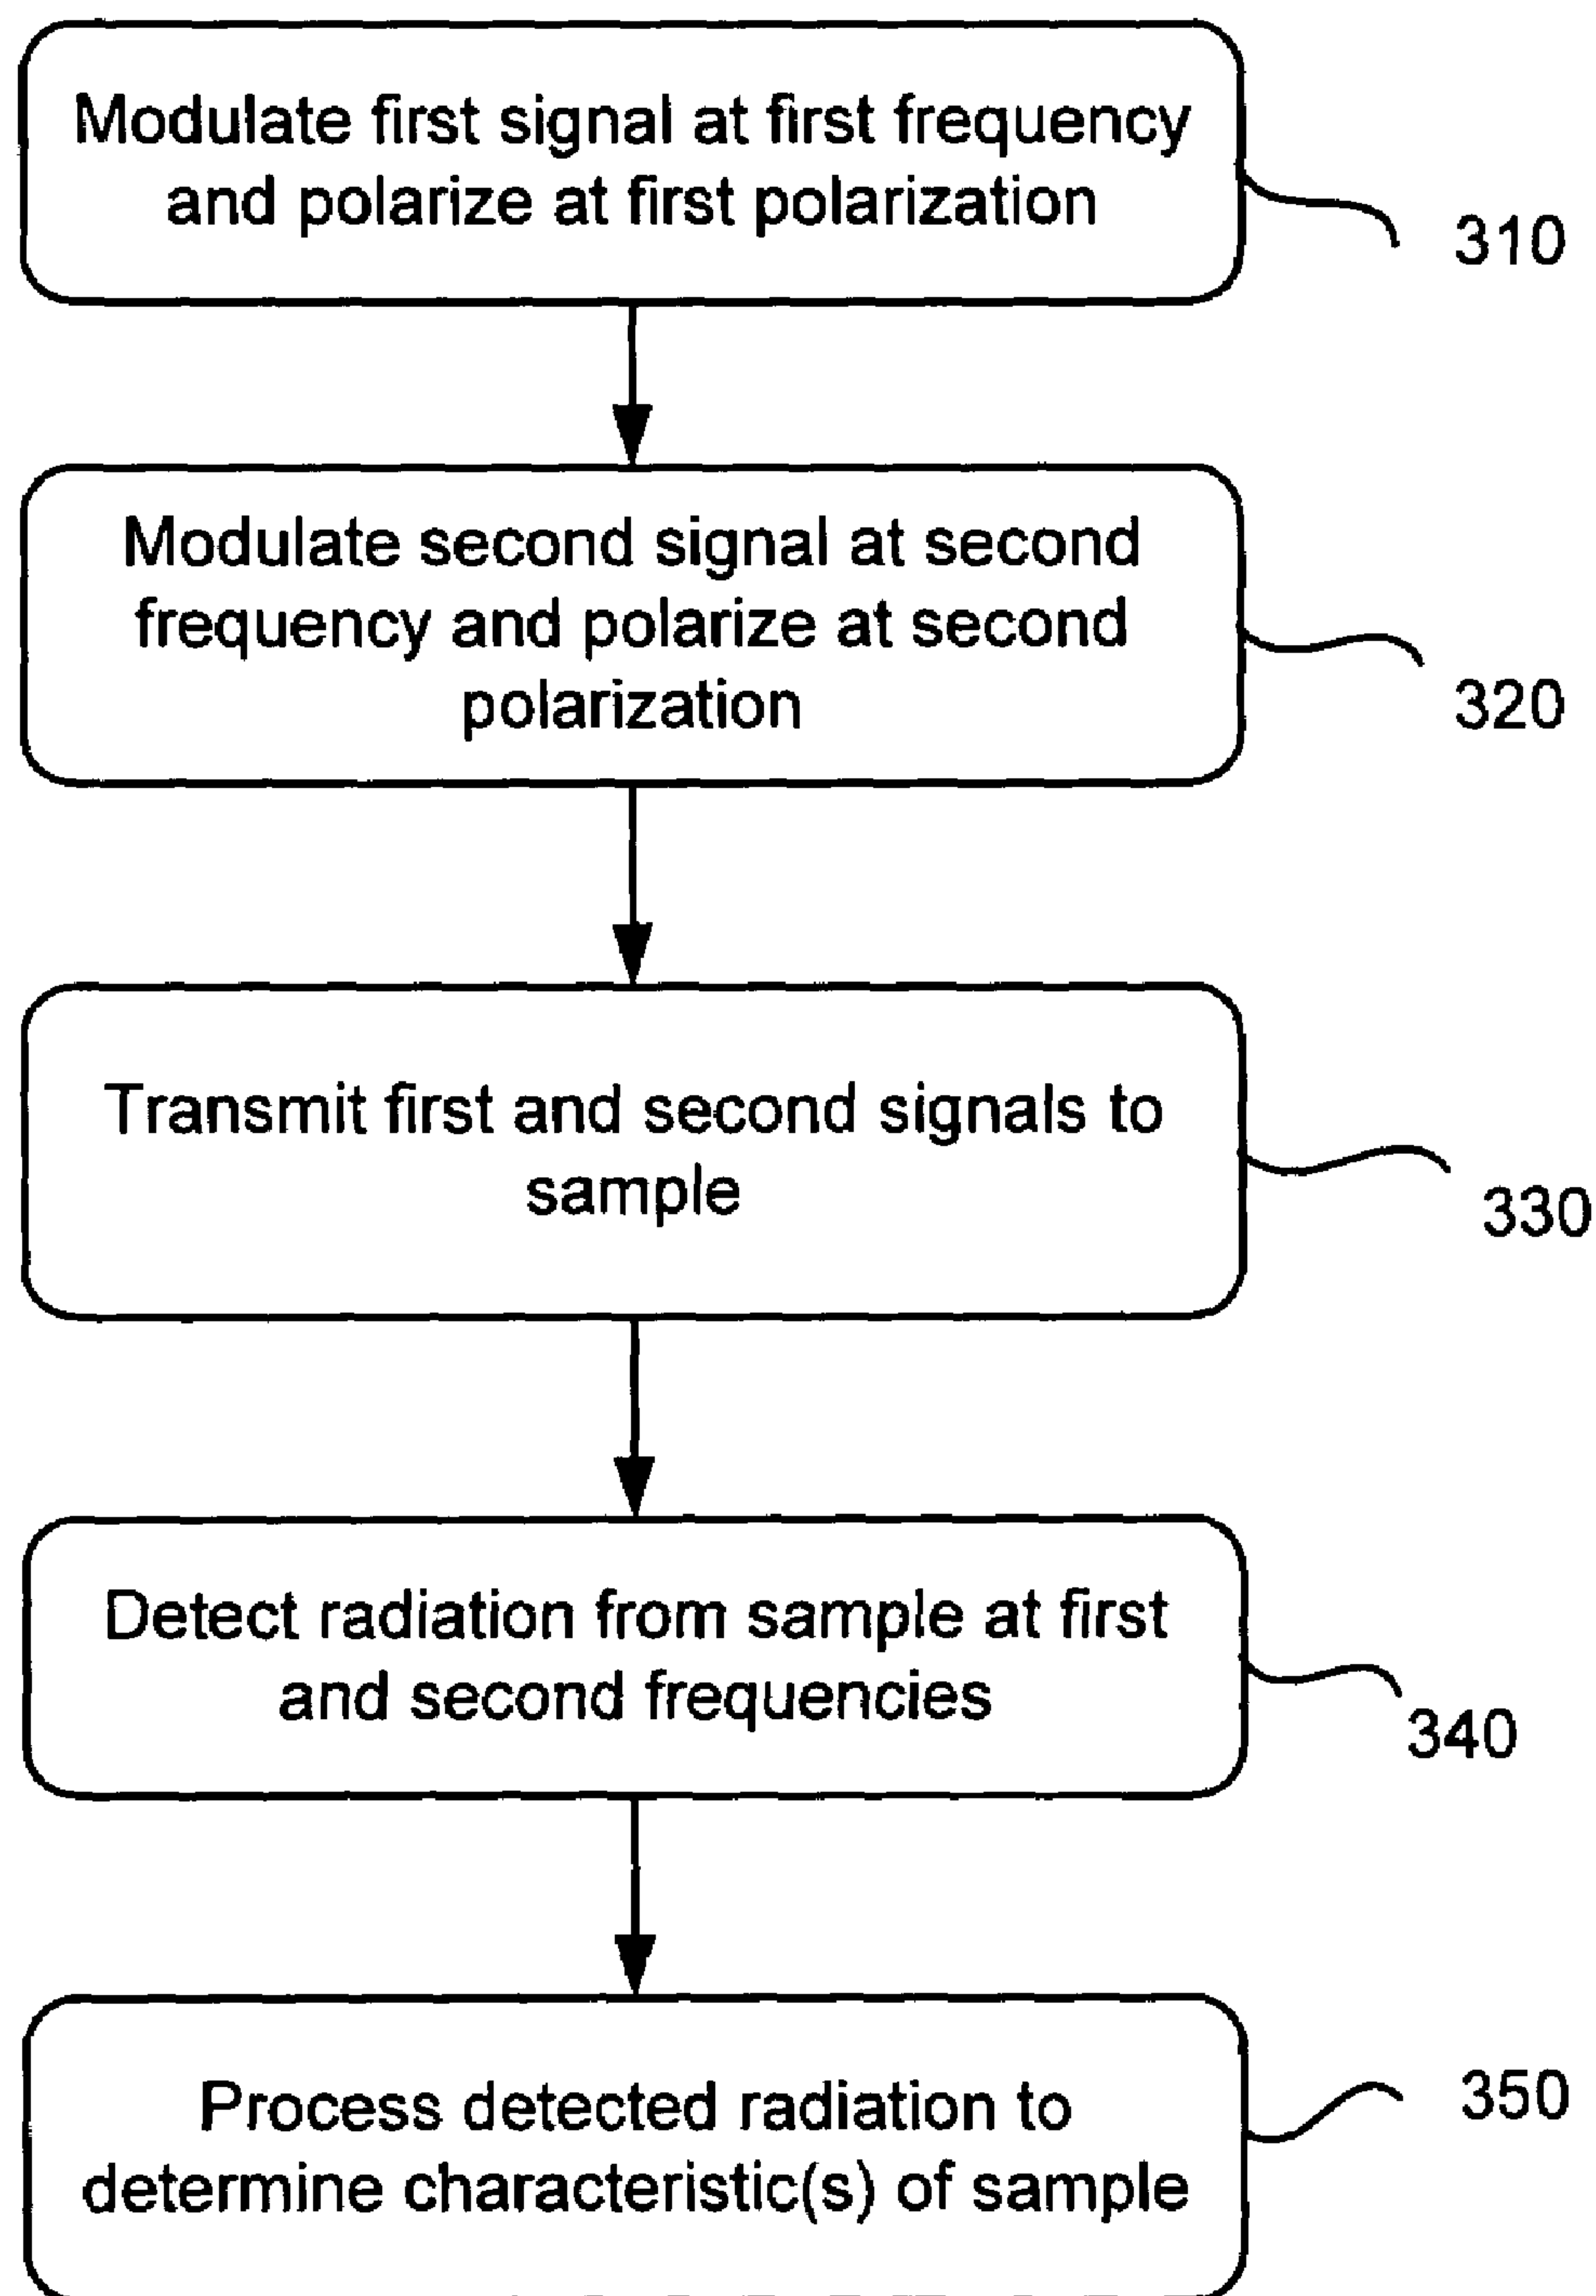 Modulate first signal at first frequency
and polarize at first polarization
310
Modulate second signal at second
frequency and polarize at second
polarization
320
Transmit first and second signals to
sample
330
Detect radiation from sample at first
and second frequencies
340
Process detected radiation to
determine characteristic(s) of sample
350